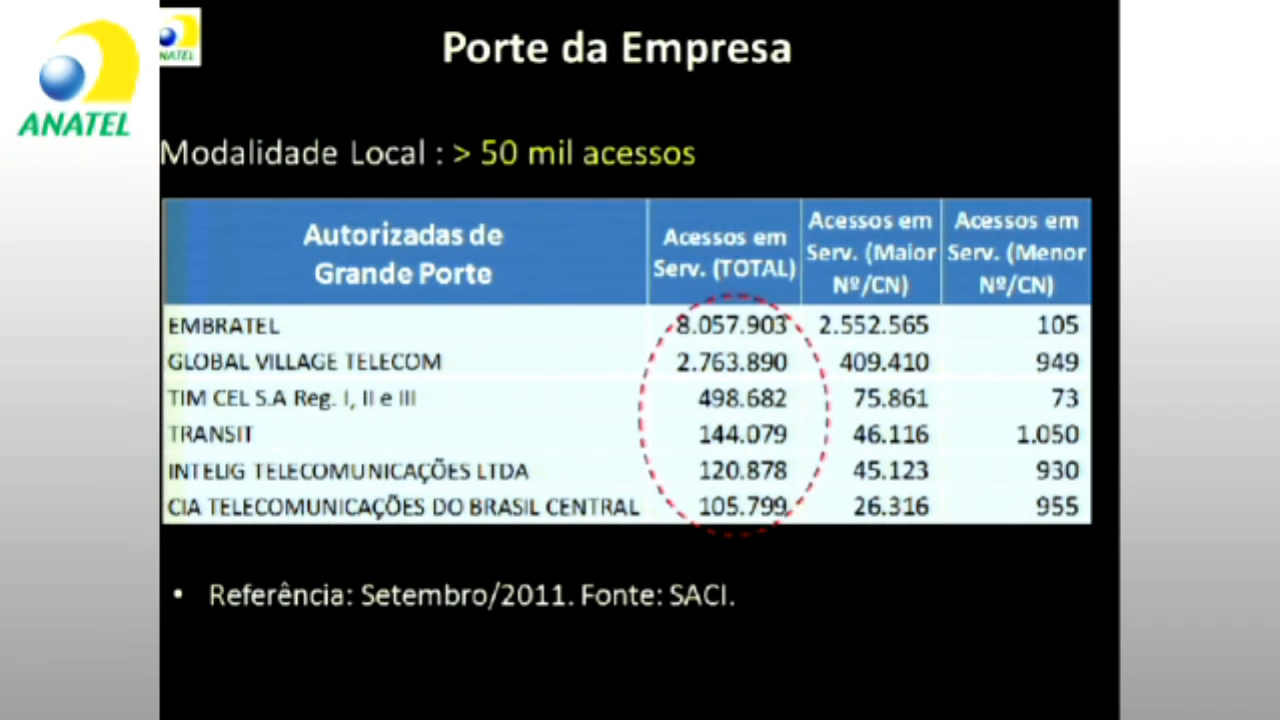 ANATEL
ANATEL
Porte da Empresa
Modalidade Local : > 50 mil acessos
Autorizadas de Grande Porte | Acessos em Serv. (TOTAL) | Acessos em Serv. (Maior Nº/CN) | Acessos em Serv. (Menor Nº/CN)
EMBRATEL 8.057.903 2.552.565 105
GLOBAL VILLAGE TELECOM 2.763.890 409.410 949
TIM CEL S.A Reg. I, II e III 498.682 75.861 73
TRANSIT 144.079 46.116 1.050
INTELIG TELECOMUNICAÇÕES LTDA 120.878 45.123 930
CIA TELECOMUNICAÇÕES DO BRASIL CENTRAL 105.799 26.316 955
• Referência: Setembro/2011. Fonte: SACI.